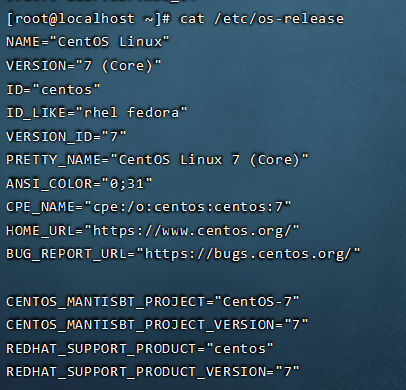 [root@localhost ~]# cat /etc/os-release
NAME="CentOS Linux"
VERSION="7 (Core)"
ID="centos"
ID_LIKE="rhel fedora"
VERSION_ID="7"
PRETTY_NAME="CentOS Linux 7 (Core)"
ANSI_COLOR="0;31"
CPE_NAME="cpe:/o:centos:centos:7"
HOME_URL="https://www.centos.org/"
BUG_REPORT_URL="https://bugs.centos.org/"
CENTOS_MANTISBT_PROJECT="CentOS-7"
CENTOS_MANTISBT_PROJECT_VERSION="7"
REDHAT_SUPPORT_PRODUCT="centos"
REDHAT_SUPPORT_PRODUCT_VERSION="7"